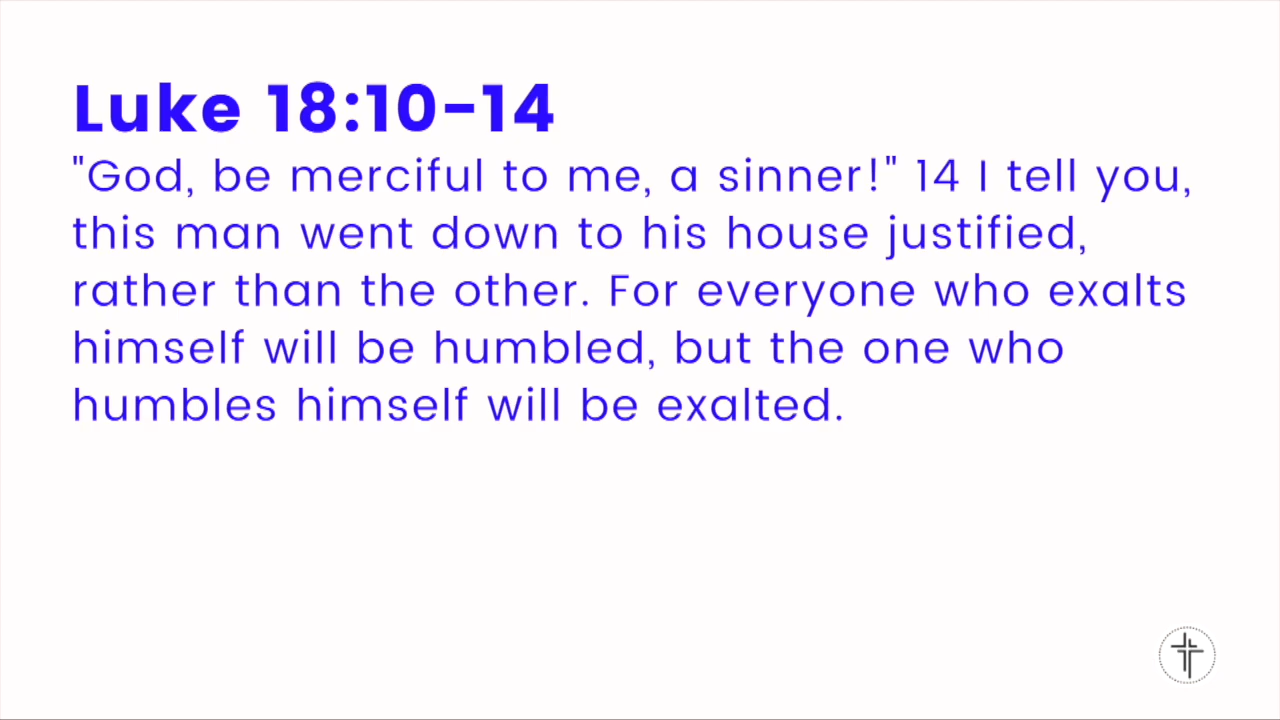 Luke 18:10-14
"God, be merciful to me, a sinner!" 14 I tell you,
this man went down to his house justified,
rather than the other. For everyone who exalts
himself will be humbled, but the one who
humbles himself will be exalted.